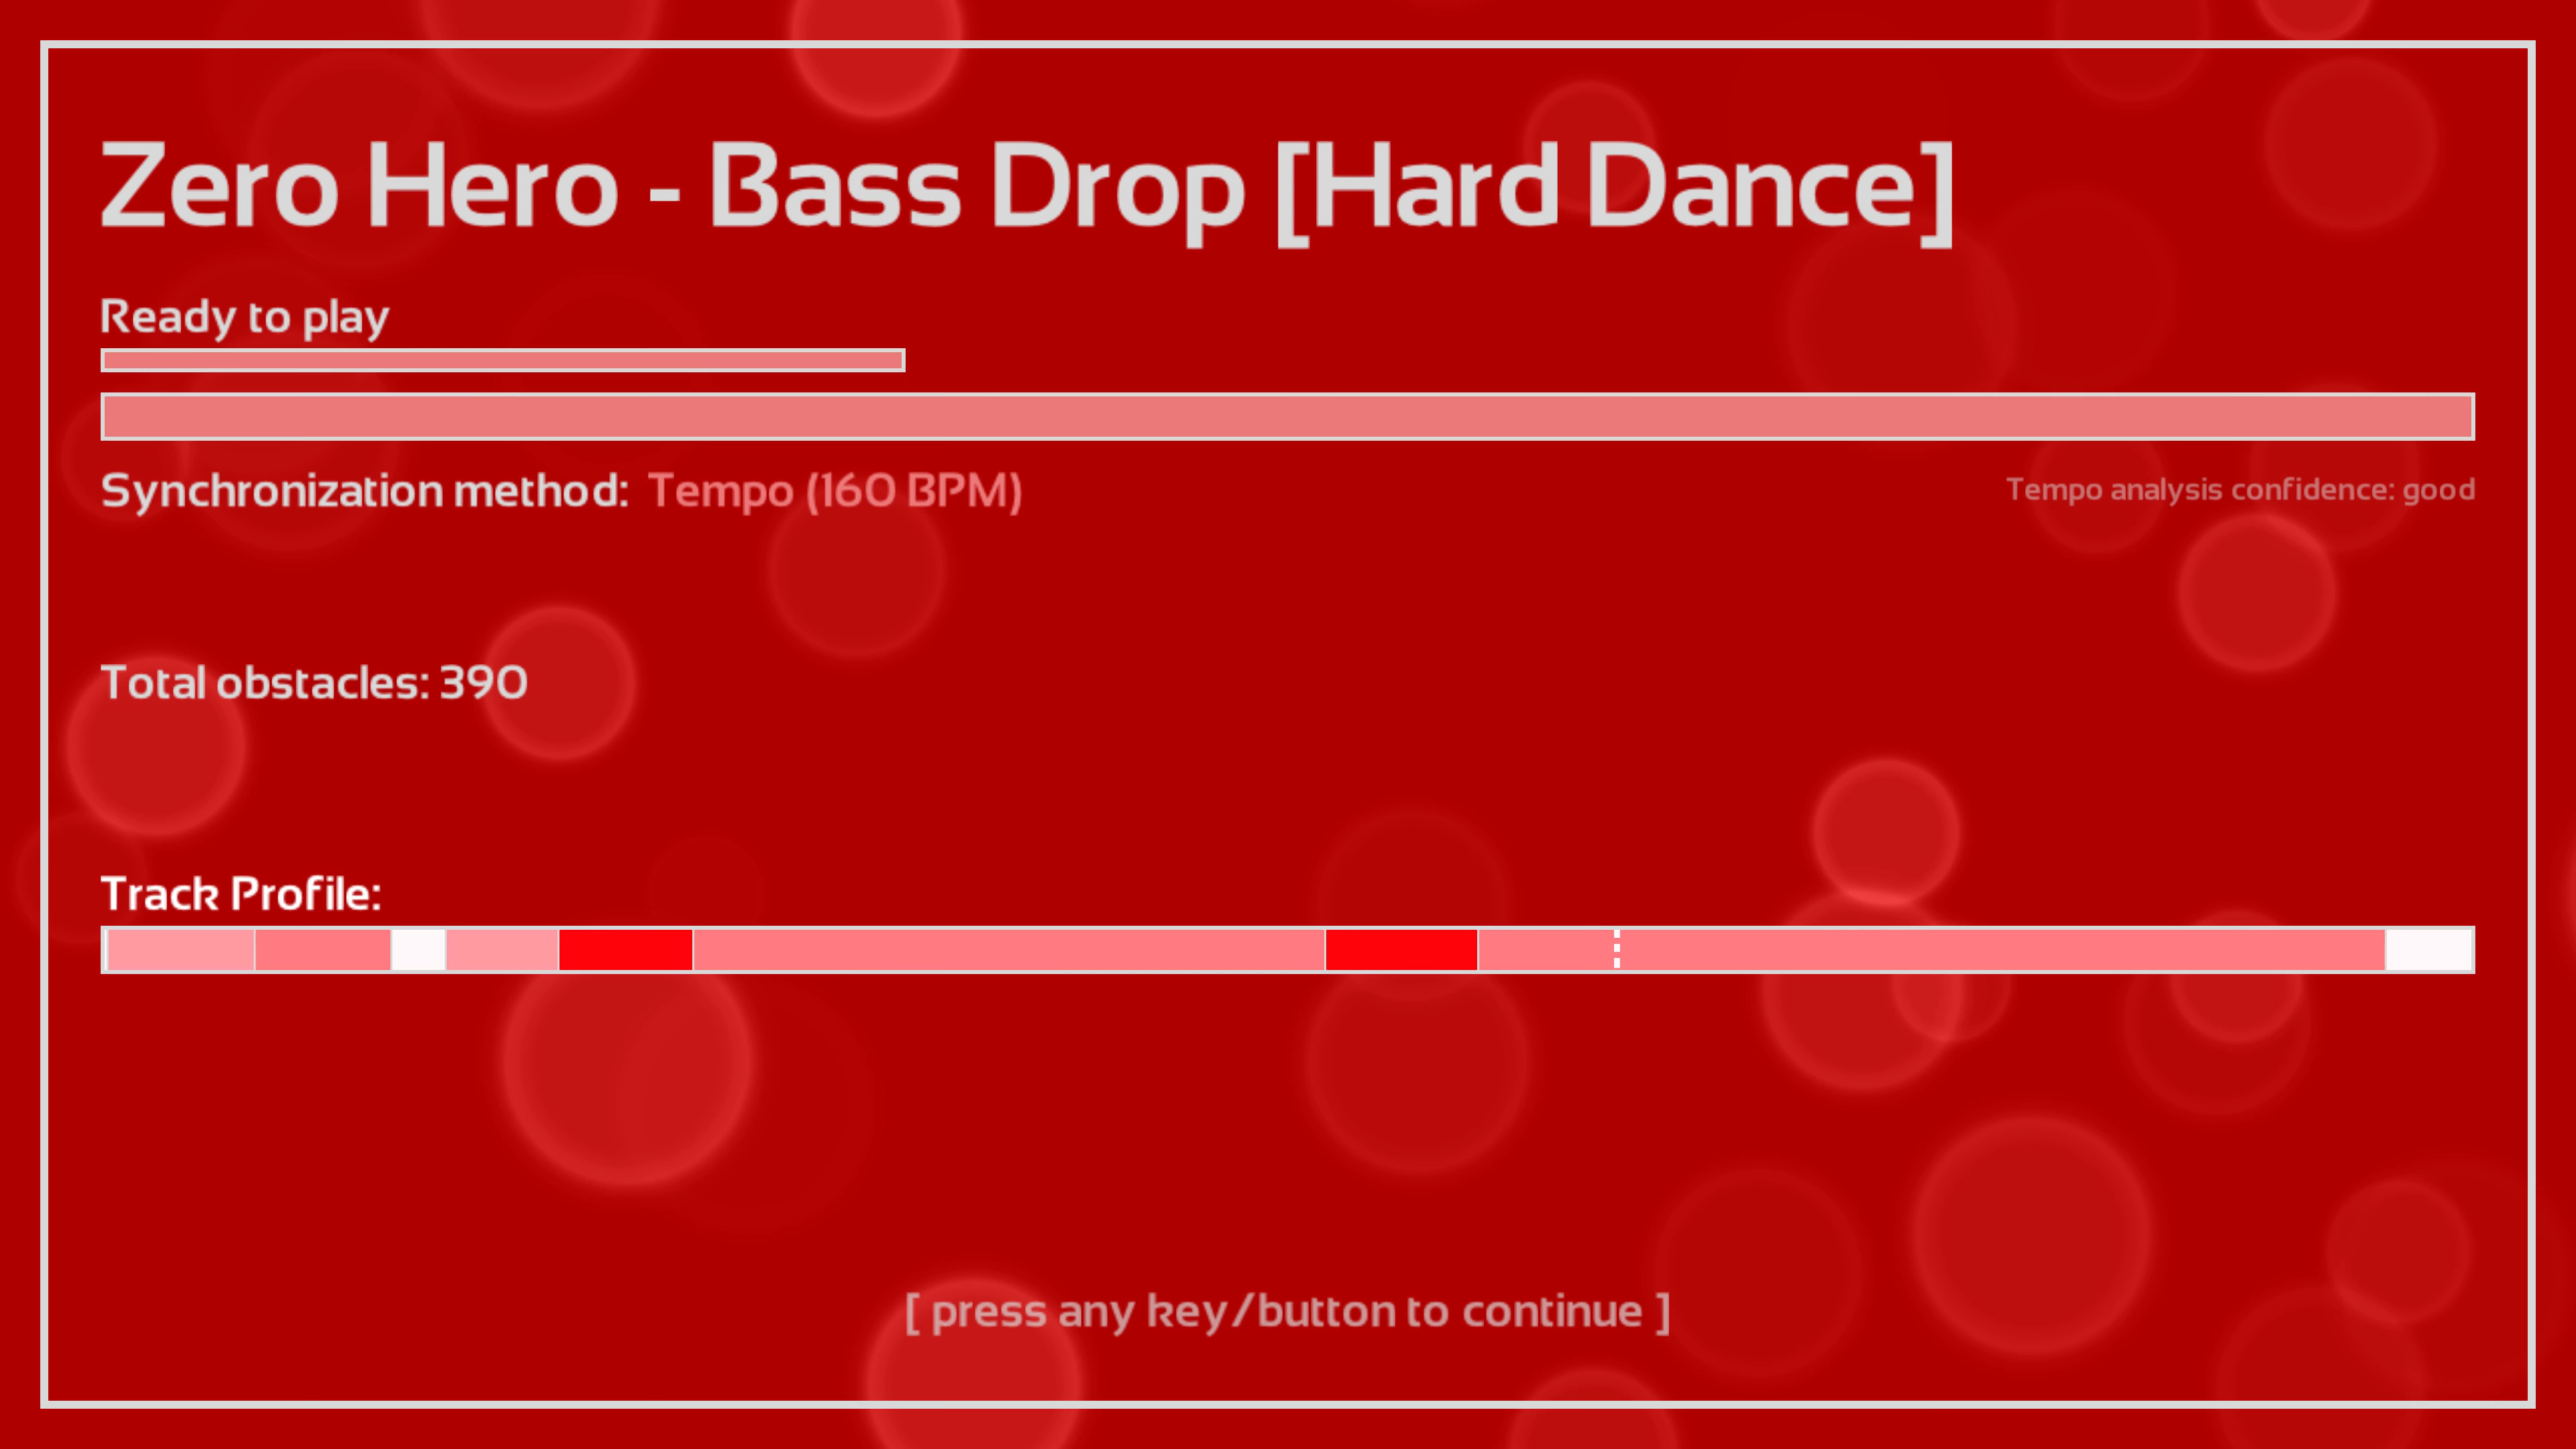 Zero Hero - Bass Drop [Hard Dance]
Ready to play
Synchronization method: Tempo (160 BPM)
Tempo analysis confidence: good
Total obstacles: 390
Track Profile:
[ press any key/button to continue ]